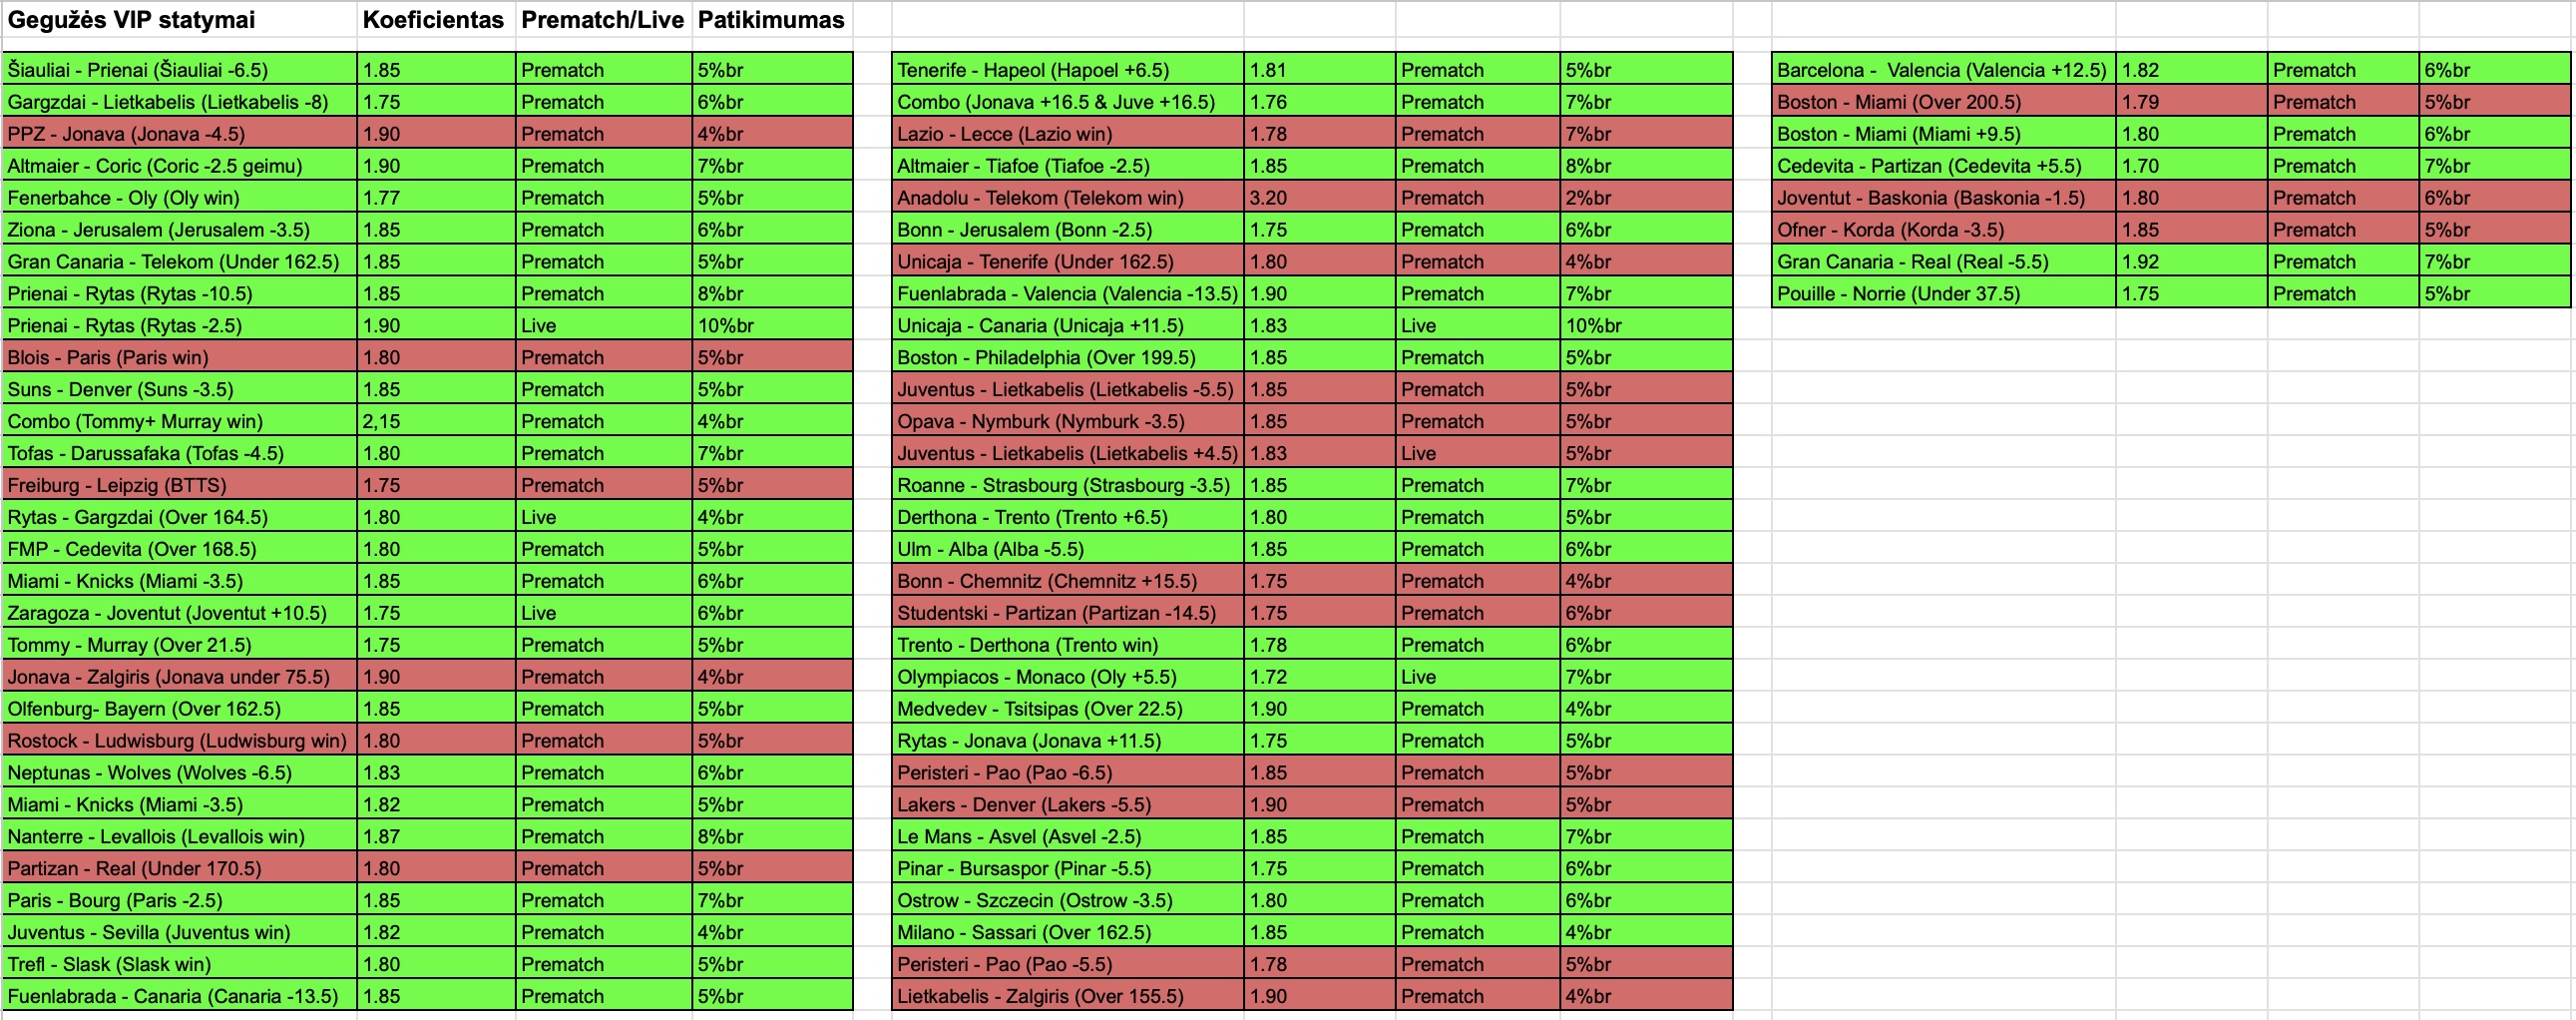 Gegužės VIP statymai Koeficientas Prematch/Live Patikimumas
Šiauliai - Prienai (Šiauliai -6.5) 1.85 Prematch 5%br
Gargzdai - Lietkabelis (Lietkabelis -8) 1.75 Prematch 6%br
PPZ - Jonava (Jonava -4.5) 1.90 Prematch 4%br
Altmaier - Coric (Coric -2.5 geimu) 1.90 Prematch 7%br
Fenerbahce - Oly (Oly win) 1.77 Prematch 5%br
Ziona - Jerusalem (Jerusalem -3.5) 1.85 Prematch 6%br
Gran Canaria - Telekom (Under 162.5) 1.85 Prematch 5%br
Prienai - Rytas (Rytas -10.5) 1.85 Prematch 8%br
Prienai - Rytas (Rytas -2.5) 1.90 Live 10%br
Blois - Paris (Paris win) 1.80 Prematch 5%br
Suns - Denver (Suns -3.5) 1.85 Prematch 5%br
Combo (Tommy+ Murray win) 2,15 Prematch 4%br
Tofas - Darussafaka (Tofas -4.5) 1.80 Prematch 7%br
Freiburg - Leipzig (BTTS) 1.75 Prematch 5%br
Rytas - Gargzdai (Over 164.5) 1.80 Live 4%br
FMP - Cedevita (Over 168.5) 1.80 Prematch 5%br
Miami - Knicks (Miami -3.5) 1.85 Prematch 6%br
Zaragoza - Joventut (Joventut +10.5) 1.75 Live 6%br
Tommy - Murray (Over 21.5) 1.75 Prematch 5%br
Jonava - Zalgiris (Jonava under 75.5) 1.90 Prematch 4%br
Olfenburg- Bayern (Over 162.5) 1.85 Prematch 5%br
Rostock - Ludwisburg (Ludwisburg win) 1.80 Prematch 5%br
Neptunas - Wolves (Wolves -6.5) 1.83 Prematch 6%br
Miami - Knicks (Miami -3.5) 1.82 Prematch 5%br
Nanterre - Levallois (Levallois win) 1.87 Prematch 8%br
Partizan - Real (Under 170.5) 1.80 Prematch 5%br
Paris - Bourg (Paris -2.5) 1.85 Prematch 7%br
Juventus - Sevilla (Juventus win) 1.82 Prematch 4%br
Trefl - Slask (Slask win) 1.80 Prematch 5%br
Fuenlabrada - Canaria (Canaria -13.5) 1.85 Prematch 5%br
Tenerife - Hapeol (Hapoel +6.5) 1.81 Prematch 5%br
Combo (Jonava +16.5 & Juve +16.5) 1.76 Prematch 7%br
Lazio - Lecce (Lazio win) 1.78 Prematch 7%br
Altmaier - Tiafoe (Tiafoe -2.5) 1.85 Prematch 8%br
Anadolu - Telekom (Telekom win) 3.20 Prematch 2%br
Bonn - Jerusalem (Bonn -2.5) 1.75 Prematch 6%br
Unicaja - Tenerife (Under 162.5) 1.80 Prematch 4%br
Fuenlabrada - Valencia (Valencia -13.5) 1.90 Prematch 7%br
Unicaja - Canaria (Unicaja +11.5) 1.83 Live 10%br
Boston - Philadelphia (Over 199.5) 1.85 Prematch 5%br
Juventus - Lietkabelis (Lietkabelis -5.5) 1.85 Prematch 5%br
Opava - Nymburk (Nymburk -3.5) 1.85 Prematch 5%br
Juventus - Lietkabelis (Lietkabelis +4.5) 1.83 Live 5%br
Roanne - Strasbourg (Strasbourg -3.5) 1.85 Prematch 7%br
Derthona - Trento (Trento +6.5) 1.80 Prematch 5%br
Ulm - Alba (Alba -5.5) 1.85 Prematch 6%br
Bonn - Chemnitz (Chemnitz +15.5) 1.75 Prematch 4%br
Studentski - Partizan (Partizan -14.5) 1.75 Prematch 6%br
Trento - Derthona (Trento win) 1.78 Prematch 6%br
Olympiacos - Monaco (Oly +5.5) 1.72 Live 7%br
Medvedev - Tsitsipas (Over 22.5) 1.90 Prematch 4%br
Rytas - Jonava (Jonava +11.5) 1.75 Prematch 5%br
Peristeri - Pao (Pao -6.5) 1.85 Prematch 5%br
Lakers - Denver (Lakers -5.5) 1.90 Prematch 5%br
Le Mans - Asvel (Asvel -2.5) 1.85 Prematch 7%br
Pinar - Bursaspor (Pinar -5.5) 1.75 Prematch 6%br
Ostrow - Szczecin (Ostrow -3.5) 1.80 Prematch 6%br
Milano - Sassari (Over 162.5) 1.85 Prematch 4%br
Peristeri - Pao (Pao -5.5) 1.78 Prematch 5%br
Lietkabelis - Zalgiris (Over 155.5) 1.90 Prematch 4%br
Barcelona -  Valencia (Valencia +12.5) 1.82 Prematch 6%br
Boston - Miami (Over 200.5) 1.79 Prematch 5%br
Boston - Miami (Miami +9.5) 1.80 Prematch 6%br
Cedevita - Partizan (Cedevita +5.5) 1.70 Prematch 7%br
Joventut - Baskonia (Baskonia -1.5) 1.80 Prematch 6%br
Ofner - Korda (Korda -3.5) 1.85 Prematch 5%br
Gran Canaria - Real (Real -5.5) 1.92 Prematch 7%br
Pouille - Norrie (Under 37.5) 1.75 Prematch 5%br